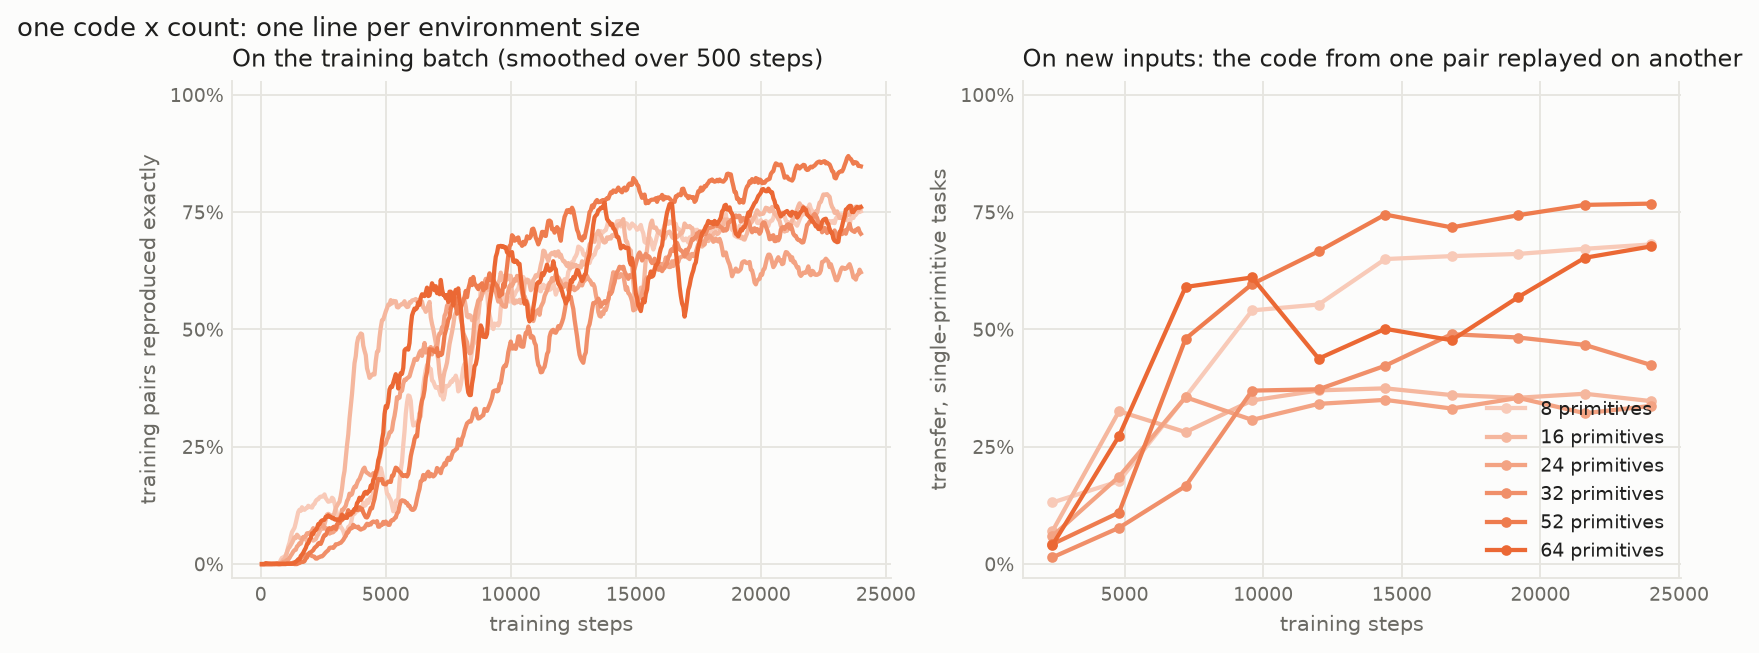 one code x count: one line per environment size
On the training batch (smoothed over 500 steps)
training pairs reproduced exactly
100%
75%
50%
25%
0%
0
5000
10000
15000
20000
25000
training steps
On new inputs: the code from one pair replayed on another
transfer, single-primitive tasks
100%
75%
50%
25%
0%
8 primitives
16 primitives
24 primitives
32 primitives
52 primitives
64 primitives
5000
10000
15000
20000
25000
training steps